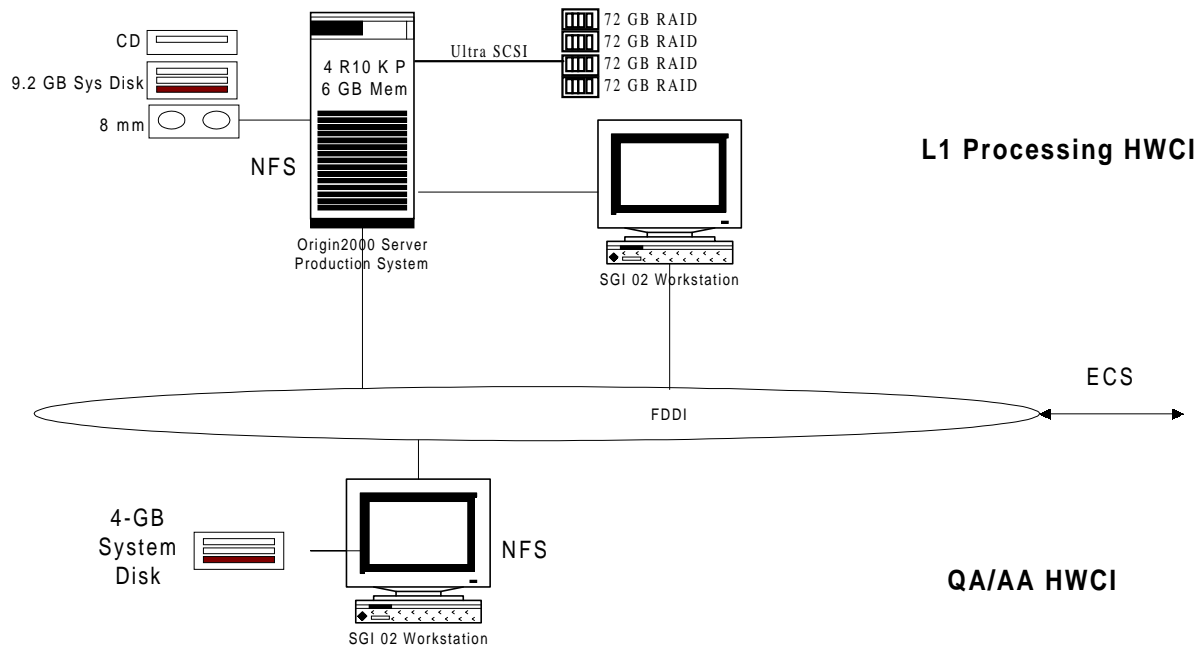 CD
9.2 GB Sys Disk
8 mm
NFS
4 R10 K P
6 GB Mem
Origin2000 Server
Production System
Ultra SCSI
72 GB RAID
72 GB RAID
72 GB RAID
72 GB RAID
SGI 02 Workstation
L1 Processing HWCI
FDDI
ECS
4-GB
System
Disk
NFS
SGI 02 Workstation
QA/AA HWCI